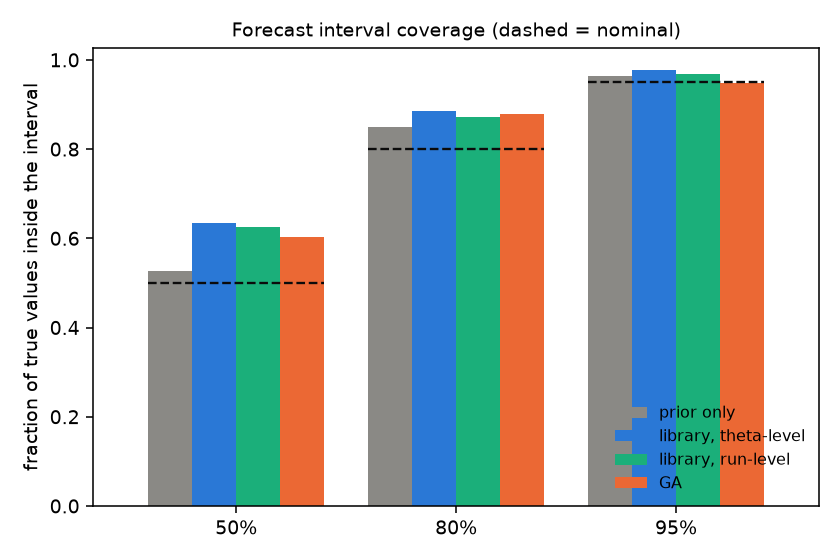 Forecast interval coverage (dashed = nominal)
fraction of true values inside the interval
1.0
0.8
0.6
0.4
0.2
0.0
50%
80%
95%
prior only
library, theta-level
library, run-level
GA